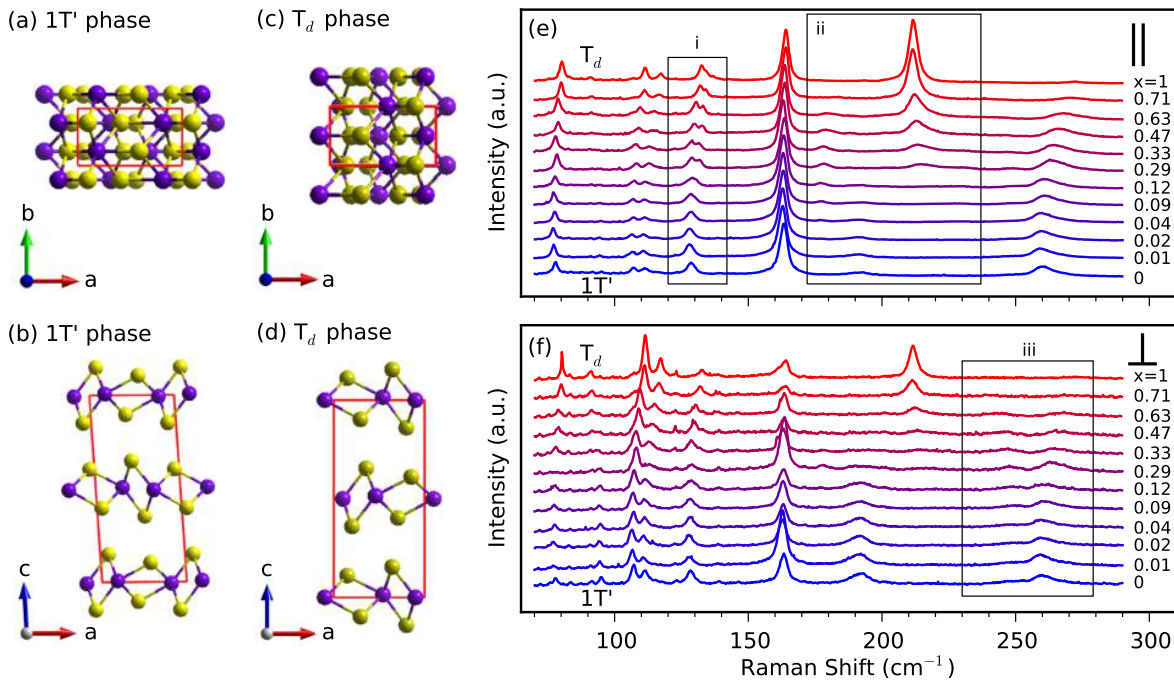 (a) 1T' phase
b
a
(b) 1T' phase
c
a
(c) T_d phase
b
a
(d) T_d phase
c
a
(e)
i
ii
||
T_d
1T'
x=1
0.71
0.63
0.47
0.33
0.29
0.12
0.09
0.04
0.02
0.01
0
Intensity (a.u.)
(f)
iii
⊥
T_d
1T'
x=1
0.71
0.63
0.47
0.33
0.29
0.12
0.09
0.04
0.02
0.01
0
Intensity (a.u.)
100
150
200
250
300
Raman Shift (cm⁻¹)